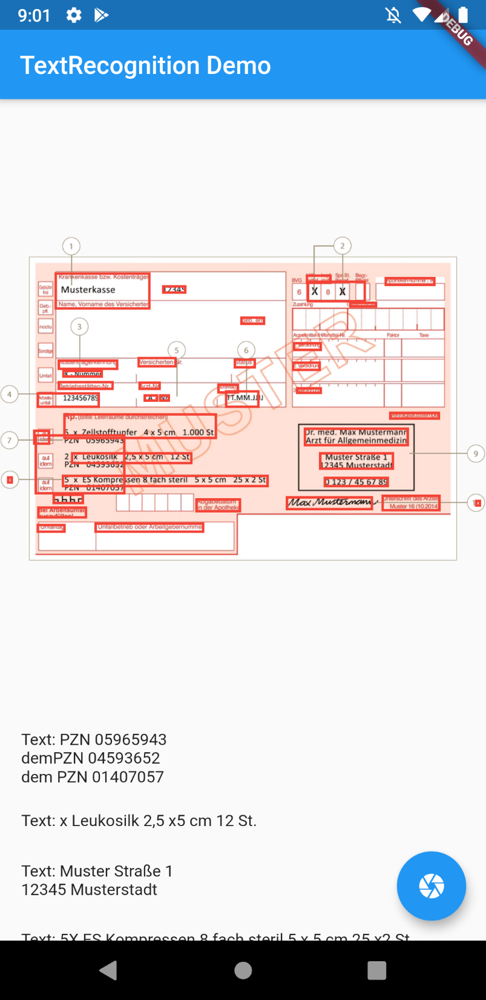 9:01
DEBUG
TextRecognition Demo
1
2
Krankenkasse bzw. Kostenträger
BVG
Spr.-St.
Begr.-
Gebühr
frei
Musterkasse
12345
6
X
8
X
Apotheken-Nummer / IK
Geb.-
pfl.
Name, Vorname des Versicherten
Zuzahlung
noctu
geb. am
3
Arzneimittel-/Hilfsmittel-Nr.
Faktor
Taxe
Sonstige
5
6
1. Verordnung
Kostenträgerkennung
Versicherten-Nr.
Status
2. Verordnung
Unfall
K - Nummer
Betriebsstätten-Nr.
Arzt-Nr.
Datum
3. Verordnung
4
Arbeits-
unfall
123456789
TT.MM.JJJJ
MUSTER
Rp. (Bitte Leerräume durchstreichen)
Vertragsarztstempel
7
idem
5 x Zellstofftupfer 4 x 5 cm 1.000 St
PZN 05965943
Dr. med. Max Mustermann
Arzt für Allgemeinmedizin
9
aut
idem
2 x Leukosilk 2,5 x 5 cm 12 St
PZN 04593652
Muster Straße 1
12345 Musterstadt
aut
idem
5 x ES Kompressen 8 fach steril 5 x 5 cm 25 x 2 St
PZN 01407057
0 123 / 45 67 89
Bei Arbeitsunfall
auszufüllen!
Abgabedatum
in der Apotheke
Max Mustermann
Unterschrift des Arztes
Muster 16 (10.2014)
Unfalltag
Unfallbetrieb oder Arbeitgebernummer
Text: PZN 05965943
demPZN 04593652
dem PZN 01407057
Text: x Leukosilk 2,5 x5 cm 12 St.
Text: Muster Straße 1
12345 Musterstadt
Text: 5X ES Kompressen 8 fach steril 5 x 5 cm 25 x2 St